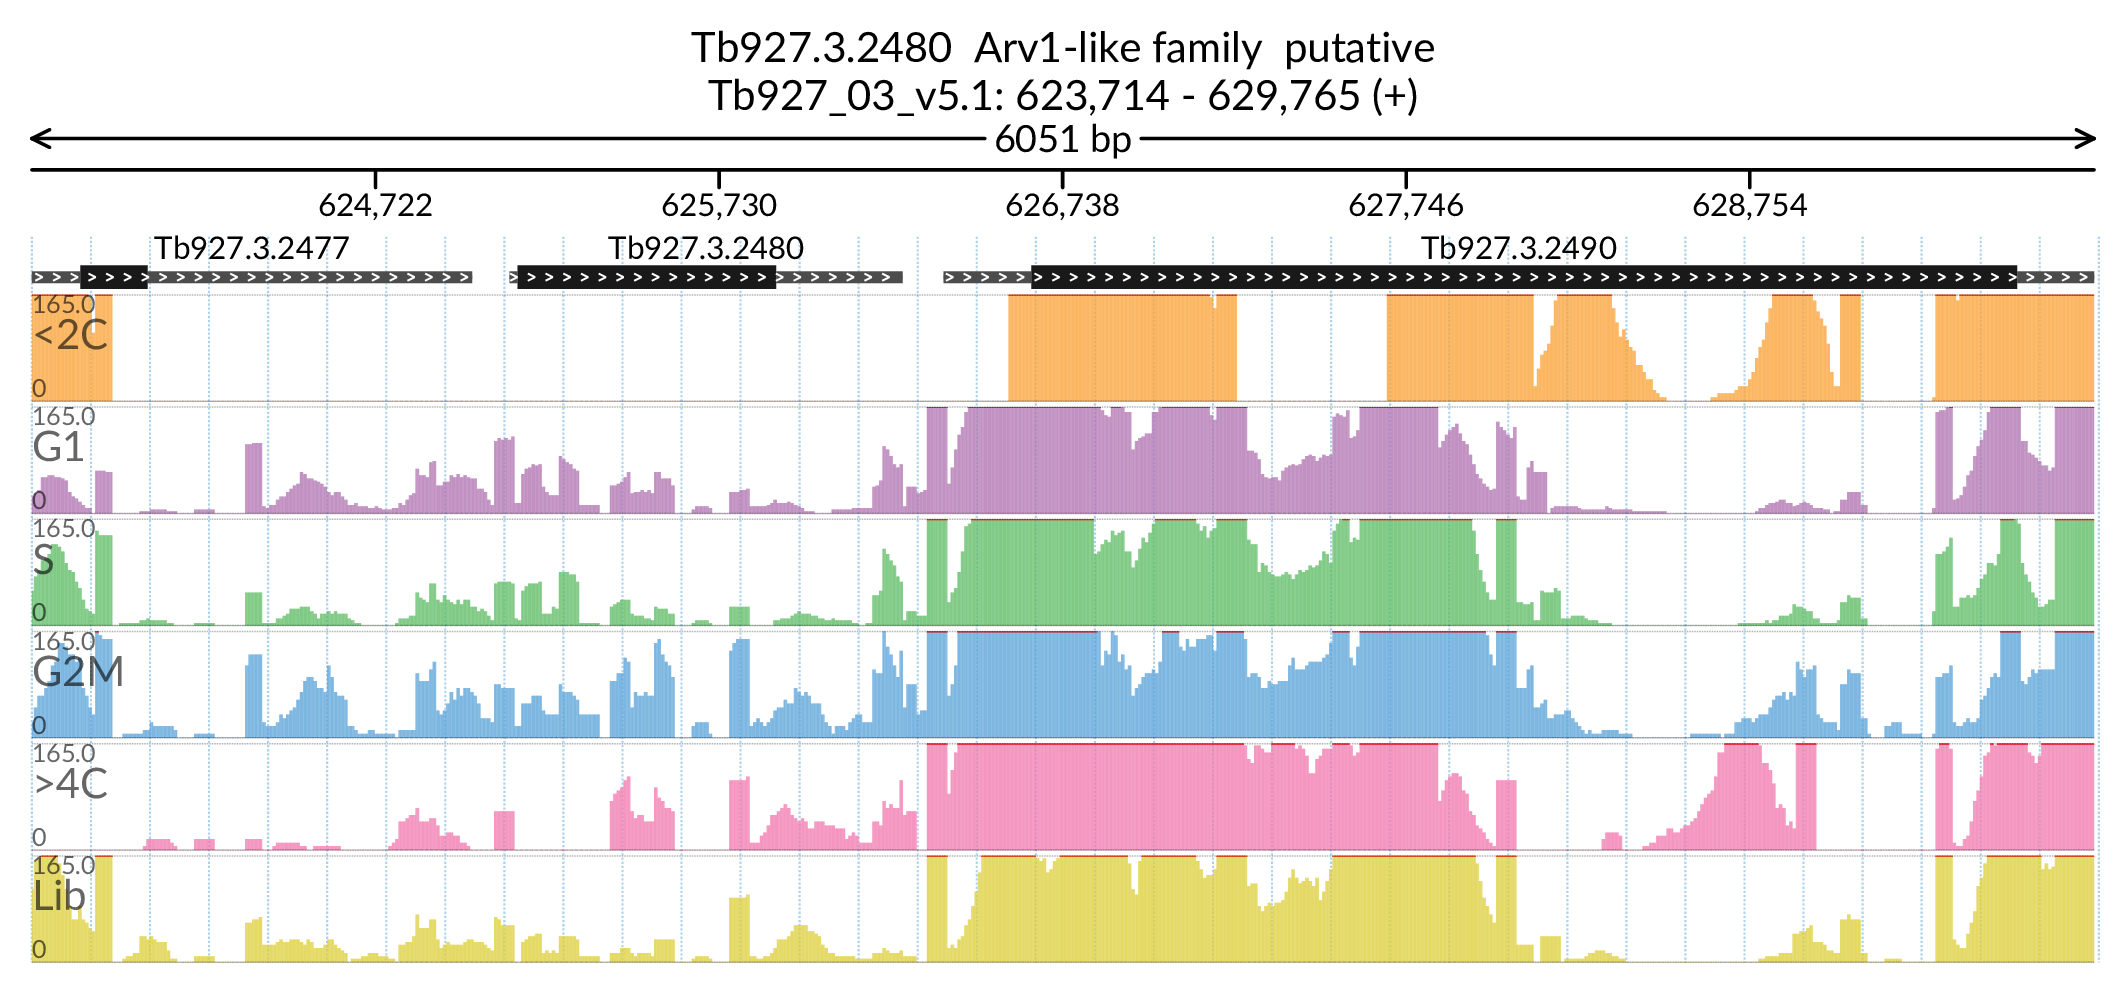 Tb927.3.2480  Arv1-like family  putative
Tb927_03_v5.1: 623,714 - 629,765 (+)
6051 bp
624,722 625,730 626,738 627,746 628,754
Tb927.3.2477 Tb927.3.2480 Tb927.3.2490
165.0
<2C
0
165.0
G1
0
165.0
S
0
165.0
G2M
0
165.0
>4C
0
165.0
Lib
0